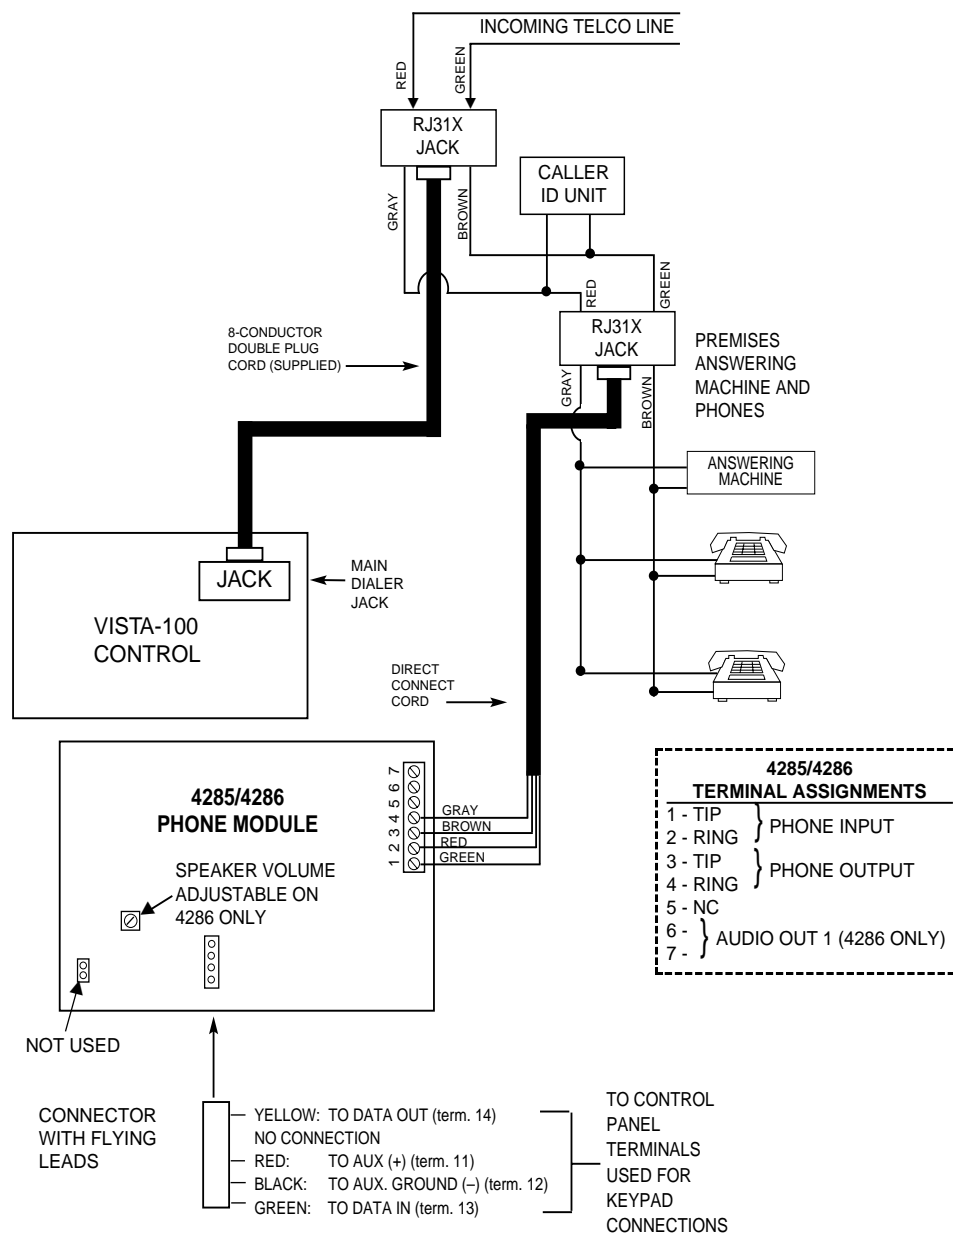 INCOMING TELCO LINE
RED
GREEN
RJ31X
JACK
CALLER
ID UNIT
GRAY
BROWN
RED
GREEN
8-CONDUCTOR
DOUBLE PLUG
CORD (SUPPLIED)
RJ31X
JACK
PREMISES
ANSWERING
MACHINE AND
PHONES
GRAY
BROWN
ANSWERING
MACHINE
JACK
MAIN
DIALER
JACK
VISTA-100
CONTROL
DIRECT
CONNECT
CORD
4285/4286
PHONE MODULE
7
6
5
4
3
2
1
GRAY
BROWN
RED
GREEN
SPEAKER VOLUME
ADJUSTABLE ON
4286 ONLY
NOT USED
4285/4286
TERMINAL ASSIGNMENTS
1 - TIP
2 - RING
PHONE INPUT
3 - TIP
4 - RING
PHONE OUTPUT
5 - NC
6 -
7 -
AUDIO OUT 1 (4286 ONLY)
CONNECTOR
WITH FLYING
LEADS
YELLOW: TO DATA OUT (term. 14)
NO CONNECTION
RED: TO AUX (+) (term. 11)
BLACK: TO AUX. GROUND (–) (term. 12)
GREEN: TO DATA IN (term. 13)
TO CONTROL
PANEL
TERMINALS
USED FOR
KEYPAD
CONNECTIONS